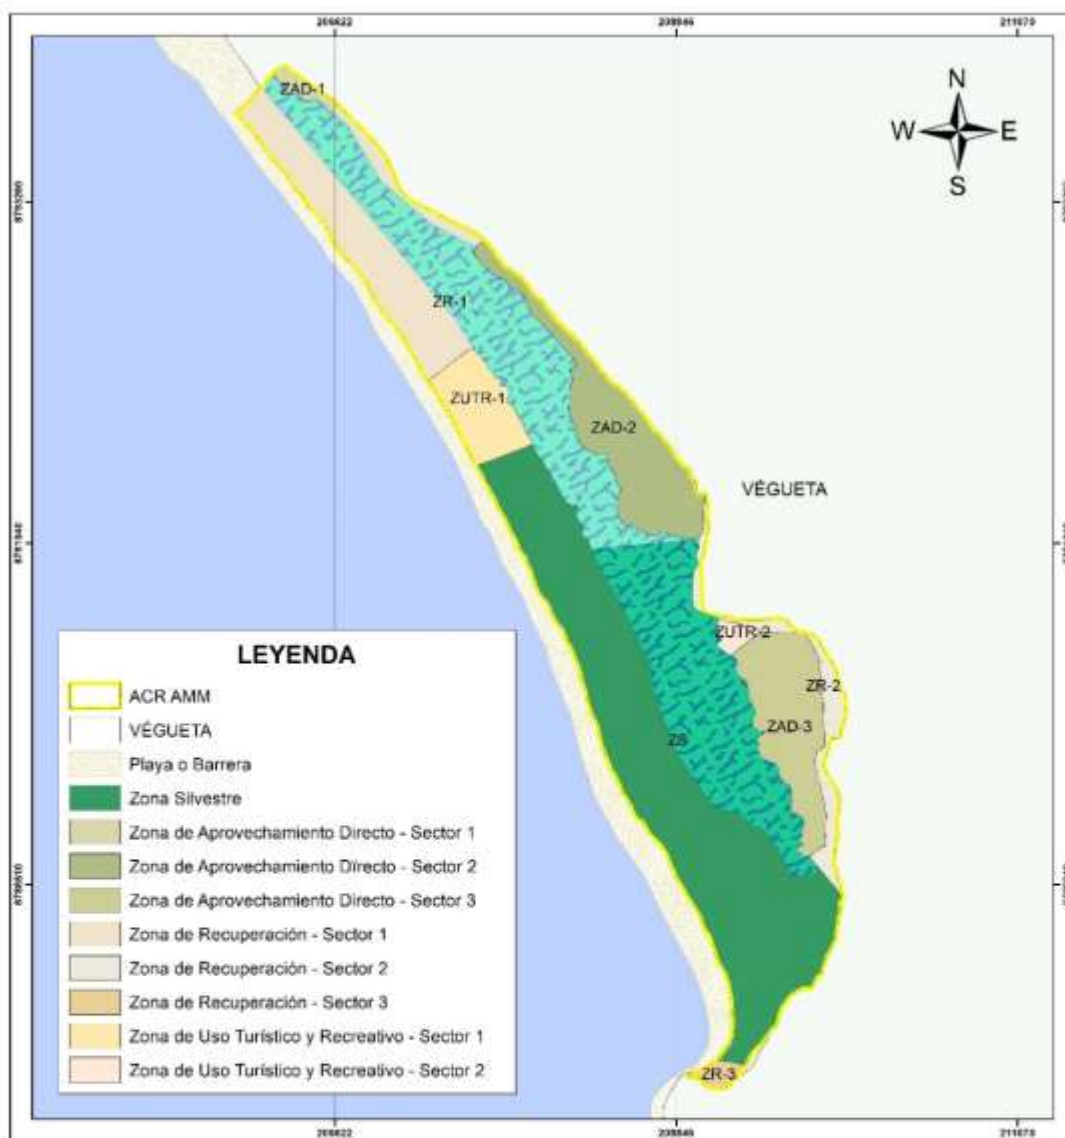 211070
ZAD-1
N
W E
S
ZR-1
ZUTR-1
ZAD-2
VÉGUETA
ZUTR-2
ZR-2
ZAD-3
ZS
ZR-3
LEYENDA
ACR AMM
VÉGUETA
Playa o Barrera
Zona Silvestre
Zona de Aprovechamiento Directo - Sector 1
Zona de Aprovechamiento Directo - Sector 2
Zona de Aprovechamiento Directo - Sector 3
Zona de Recuperación - Sector 1
Zona de Recuperación - Sector 2
Zona de Recuperación - Sector 3
Zona de Uso Turístico y Recreativo - Sector 1
Zona de Uso Turístico y Recreativo - Sector 2
211070